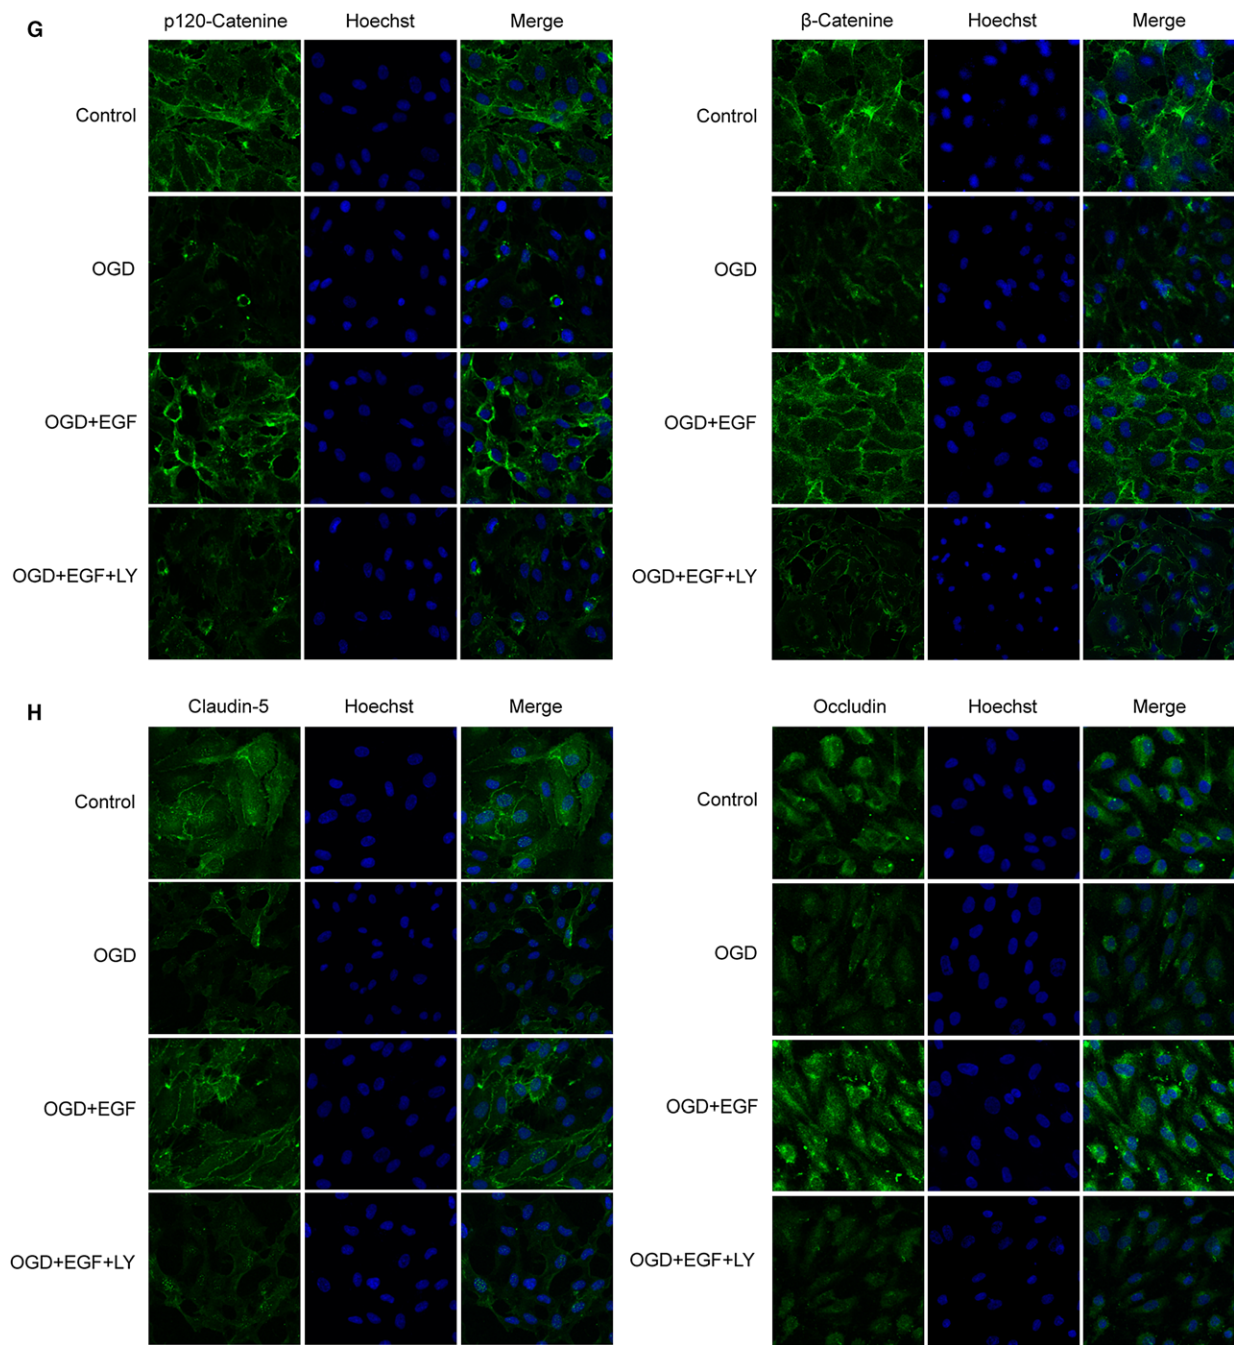 G
p120-Catenine Hoechst Merge
Control
OGD
OGD+EGF
OGD+EGF+LY
β-Catenine Hoechst Merge
Control
OGD
OGD+EGF
OGD+EGF+LY
H
Claudin-5 Hoechst Merge
Control
OGD
OGD+EGF
OGD+EGF+LY
Occludin Hoechst Merge
Control
OGD
OGD+EGF
OGD+EGF+LY